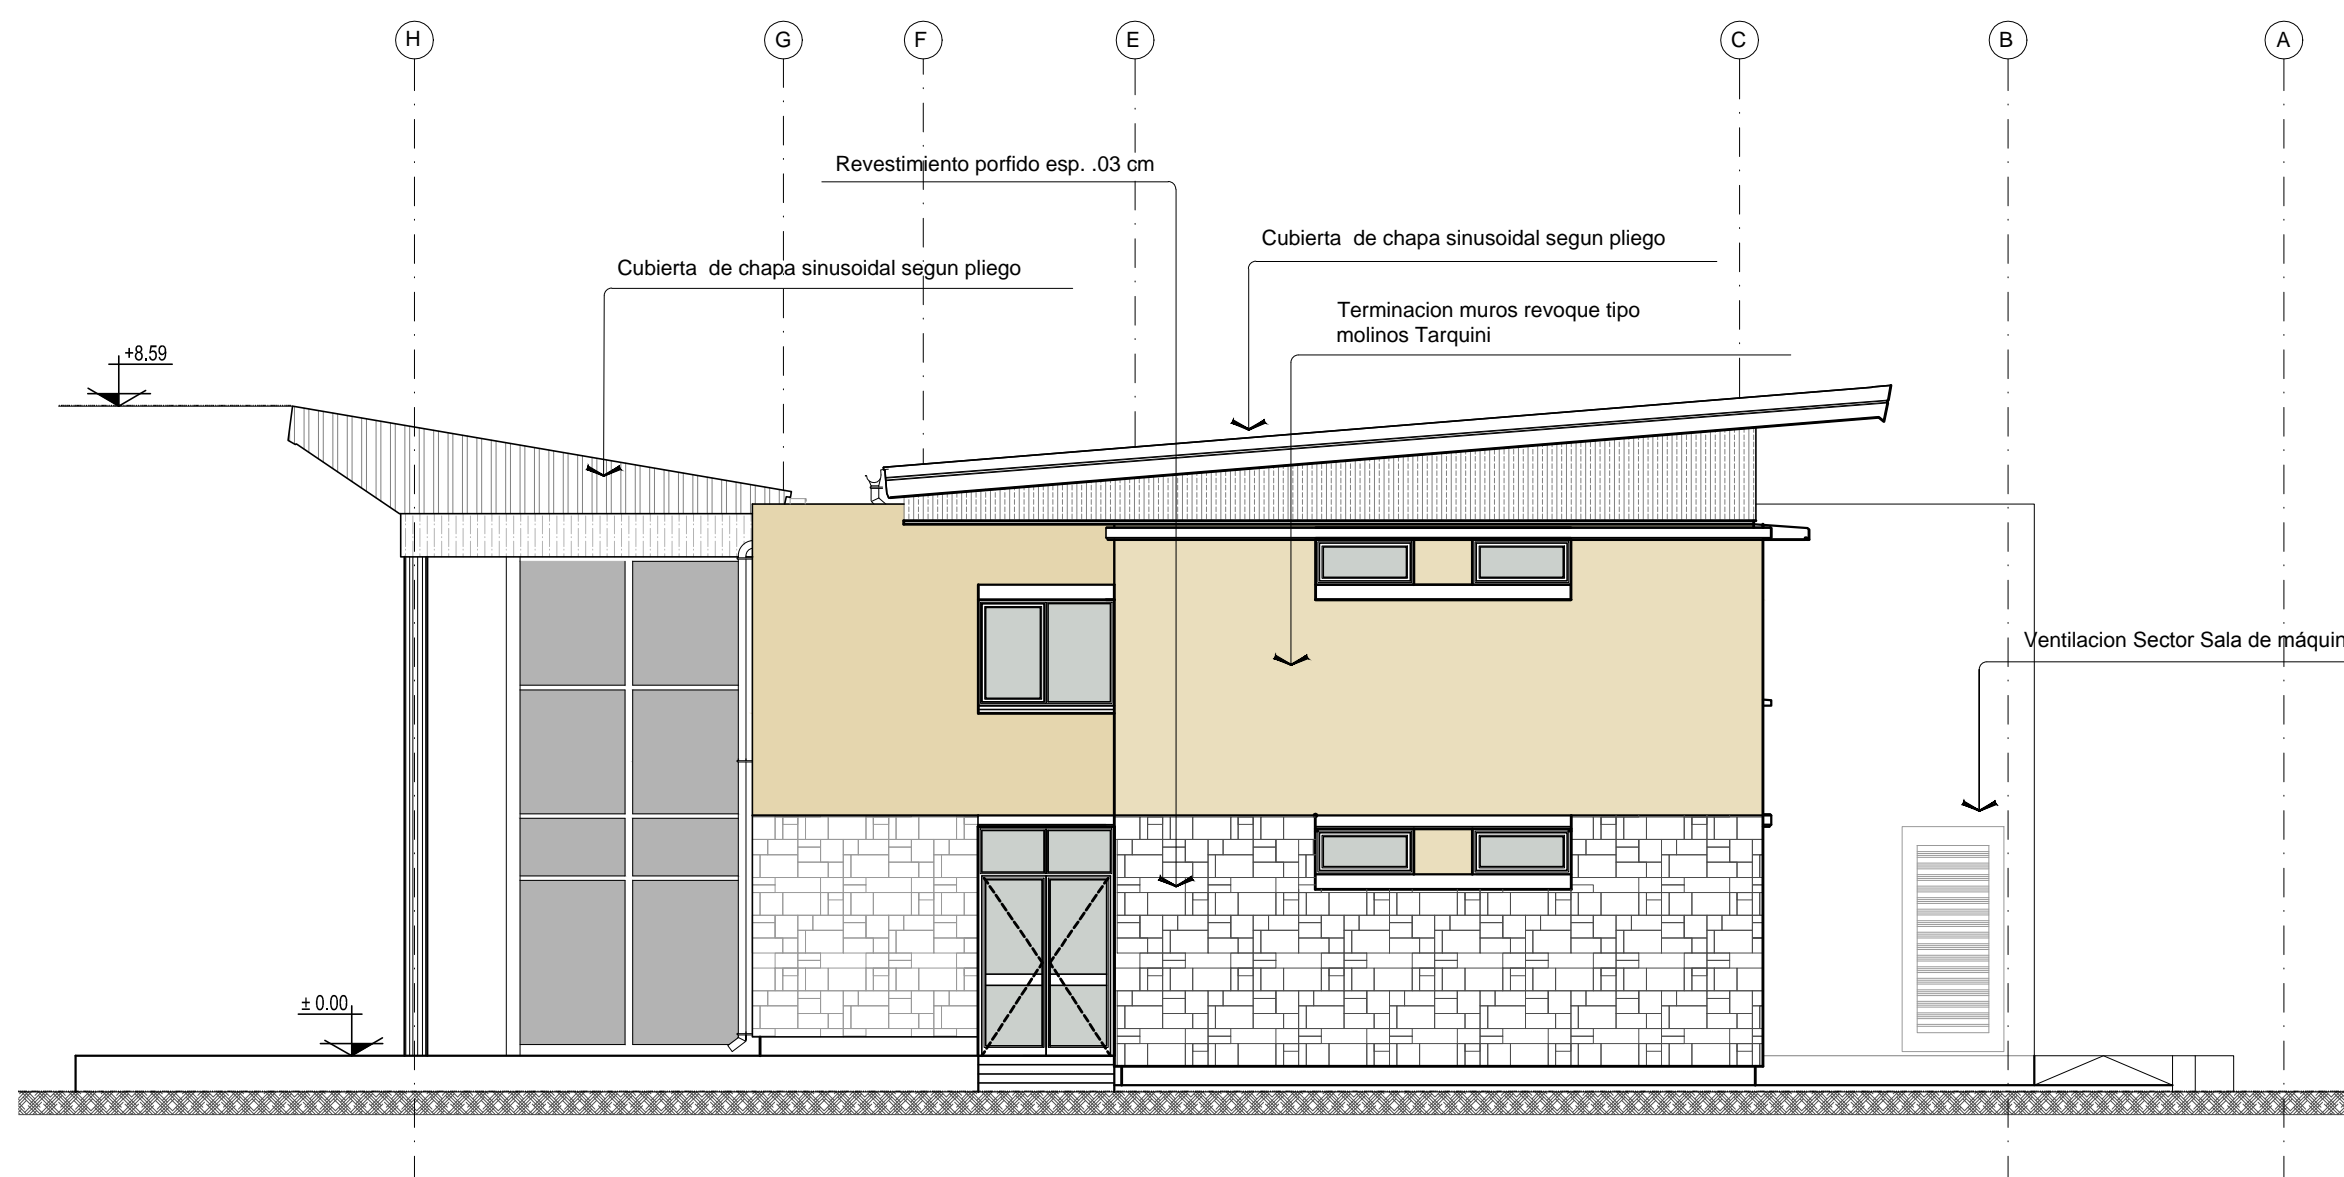 H
G
F
E
C
B
A
Revestimiento porfido esp. .03 cm
Cubierta de chapa sinusoidal segun pliego
Cubierta de chapa sinusoidal segun pliego
Terminacion muros revoque tipo
molinos Tarquini
+8.59
Ventilacion Sector Sala de máquin
± 0.00